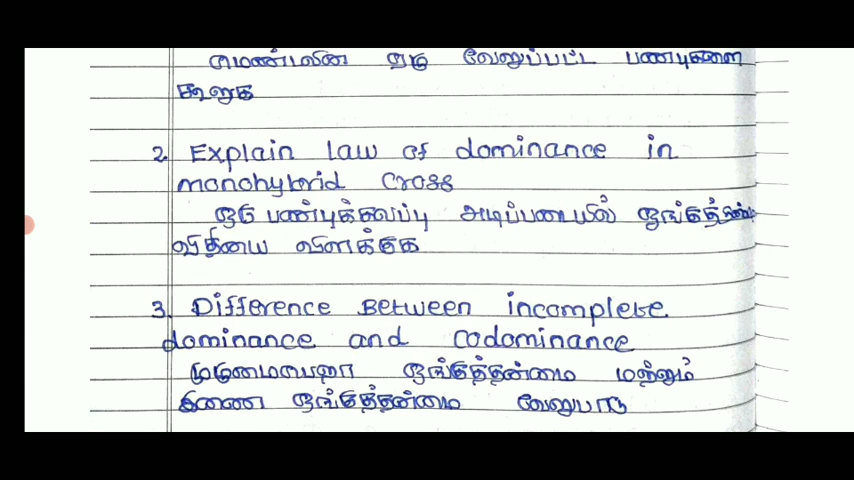 மெண்டலின் ஏழு வேறுப்பட்ட பண்புகளை
கூறுக
2. Explain law of dominance in
monohybrid cross
ஒரு பண்புக்கலப்பு அடிப்படையில் ஓங்குத்தன்
விதியை விளக்குக
3. Difference Between incomplete
dominance and codominance
முழுமைபெறா ஓங்குத்தன்மை மற்றும்
இணை ஓங்குத்தன்மை வேறுபாடு